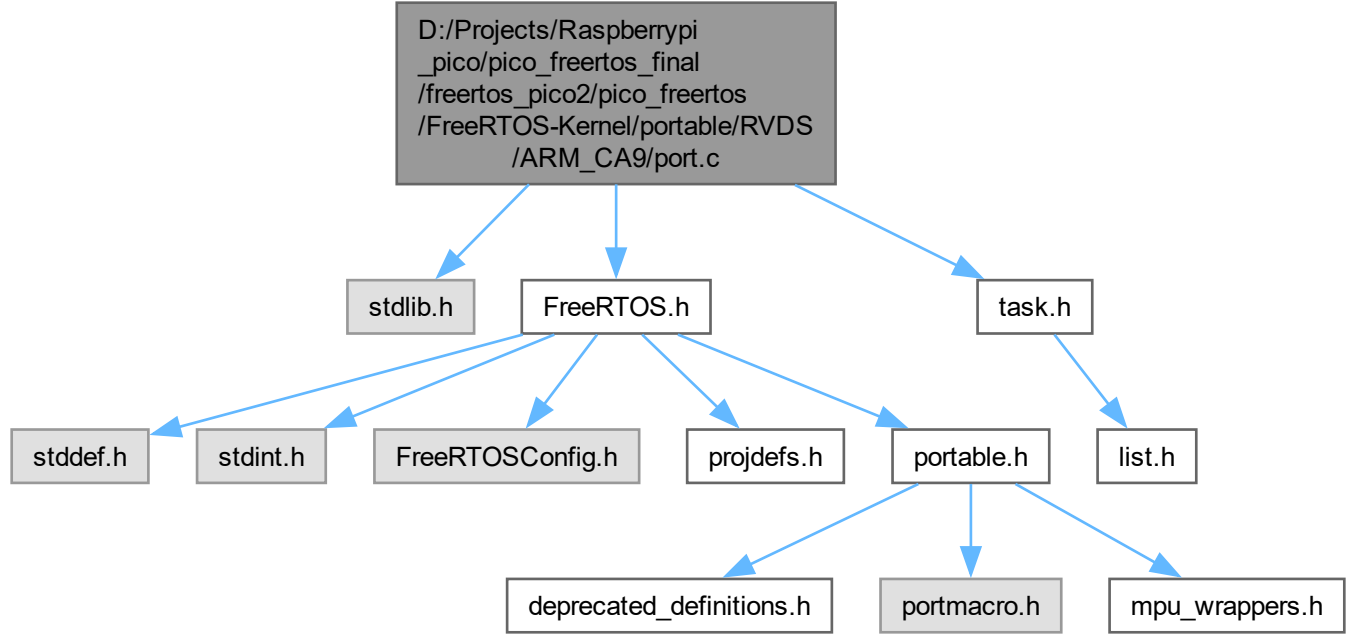 D:/Projects/Raspberrypi
_pico/pico_freertos_final
/freertos_pico2/pico_freertos
/FreeRTOS-Kernel/portable/RVDS
/ARM_CA9/port.c
stdlib.h
FreeRTOS.h
task.h
stddef.h
stdint.h
FreeRTOSConfig.h
projdefs.h
portable.h
list.h
deprecated_definitions.h
portmacro.h
mpu_wrappers.h